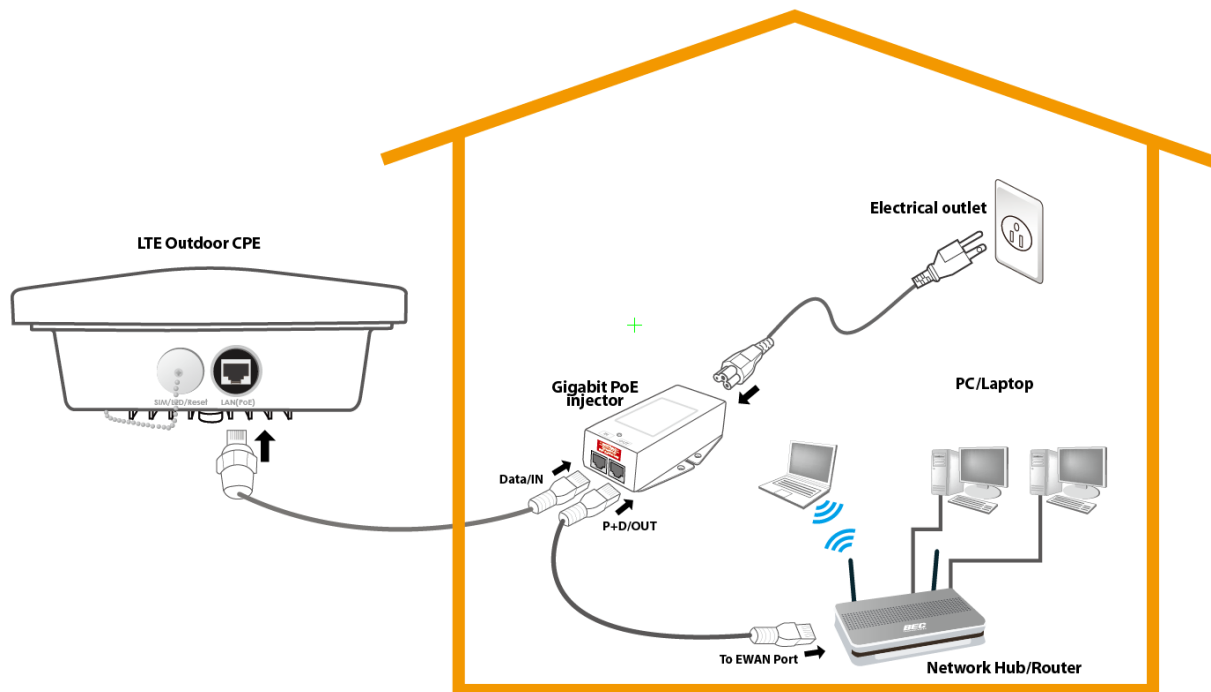 LTE Outdoor CPE
SIM/LED/Reset
LAN(PoE)
Electrical outlet
Gigabit PoE
injector
Data/IN
P+D/OUT
PC/Laptop
To EWAN Port
BEC
Network Hub/Router